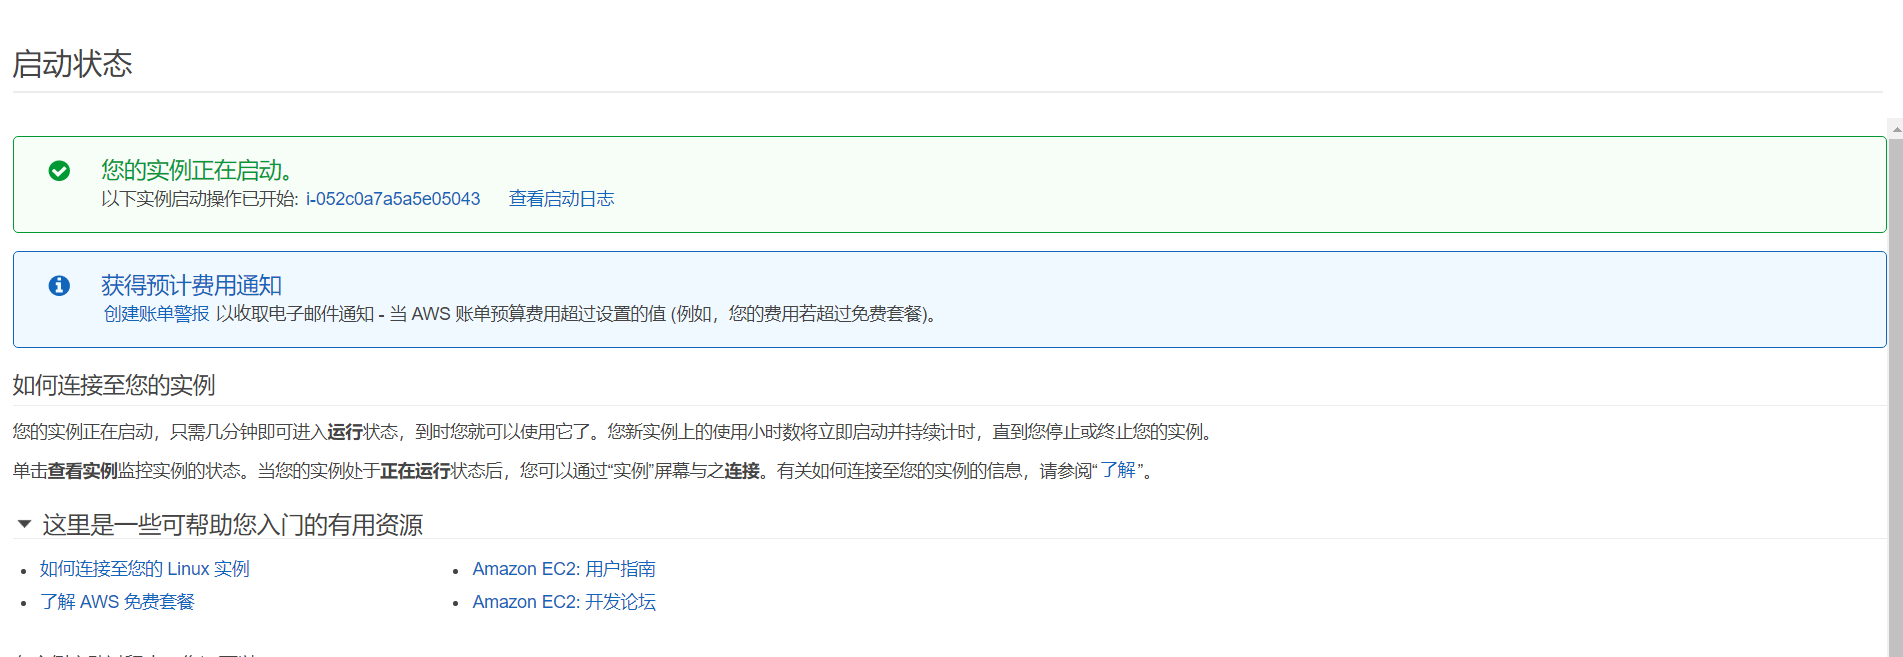 启动状态
您的实例正在启动。
以下实例启动操作已开始: i-052c0a7a5a5e05043 查看启动日志
获得预计费用通知
创建账单警报 以收取电子邮件通知 - 当 AWS 账单预算费用超过设置的值 (例如，您的费用若超过免费套餐)。
如何连接至您的实例
您的实例正在启动，只需几分钟即可进入运行状态，到时您就可以使用它了。您新实例上的使用小时数将立即启动并持续计时，直到您停止或终止您的实例。
单击查看实例监控实例的状态。当您的实例处于正在运行状态后，您可以通过“实例”屏幕与之连接。有关如何连接至您的实例的信息，请参阅“了解”。
这里是一些可帮助您入门的有用资源
• 如何连接至您的 Linux 实例
• 了解 AWS 免费套餐
• Amazon EC2: 用户指南
• Amazon EC2: 开发论坛